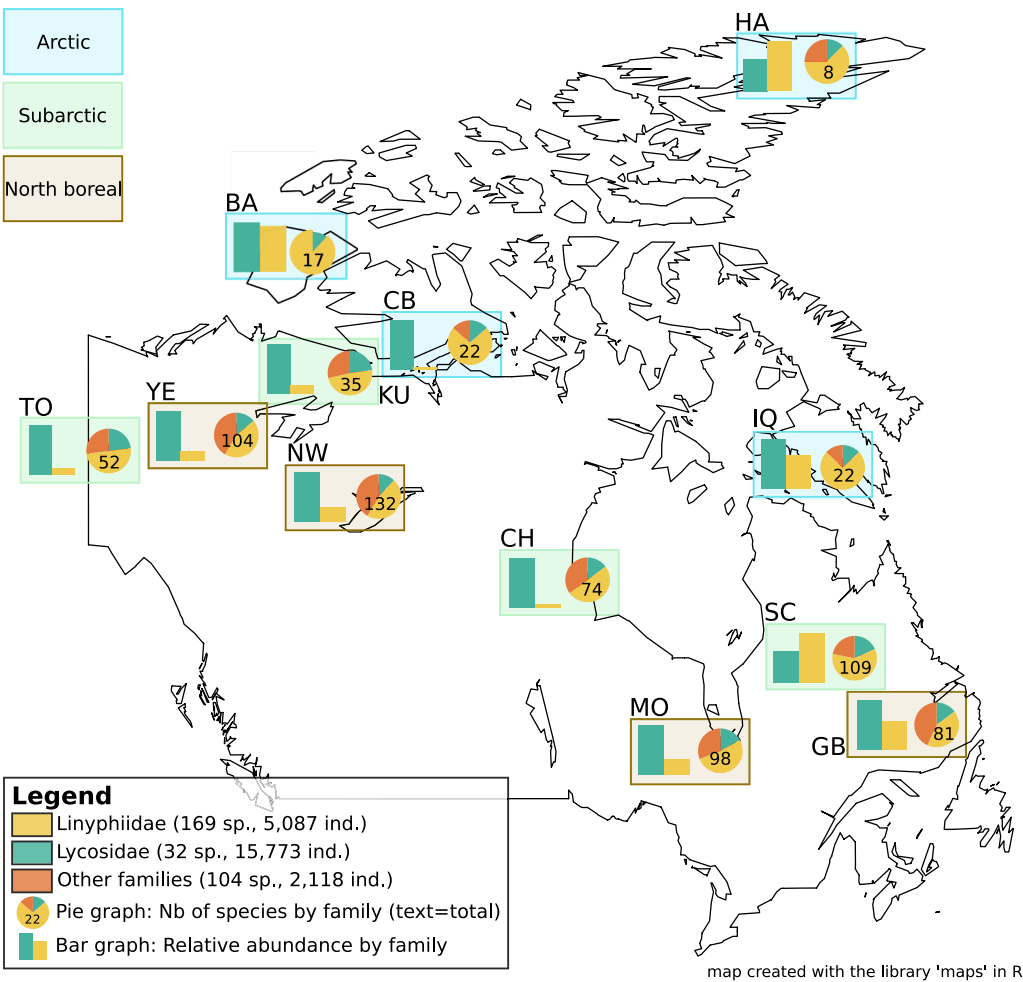 HA
Arctic
8
Subarctic
North boreal
BA
17
CB
22
35
KU
YE
TO
104
52
IQ
NW
22
132
CH
74
SC
109
MO
GB
81
98
Legend
Linyphiidae (169 sp., 5,087 ind.)
Lycosidae (32 sp., 15,773 ind.)
Other families (104 sp., 2,118 ind.)
22 Pie graph: Nb of species by family (text=total)
Bar graph: Relative abundance by family
map created with the library 'maps' in R